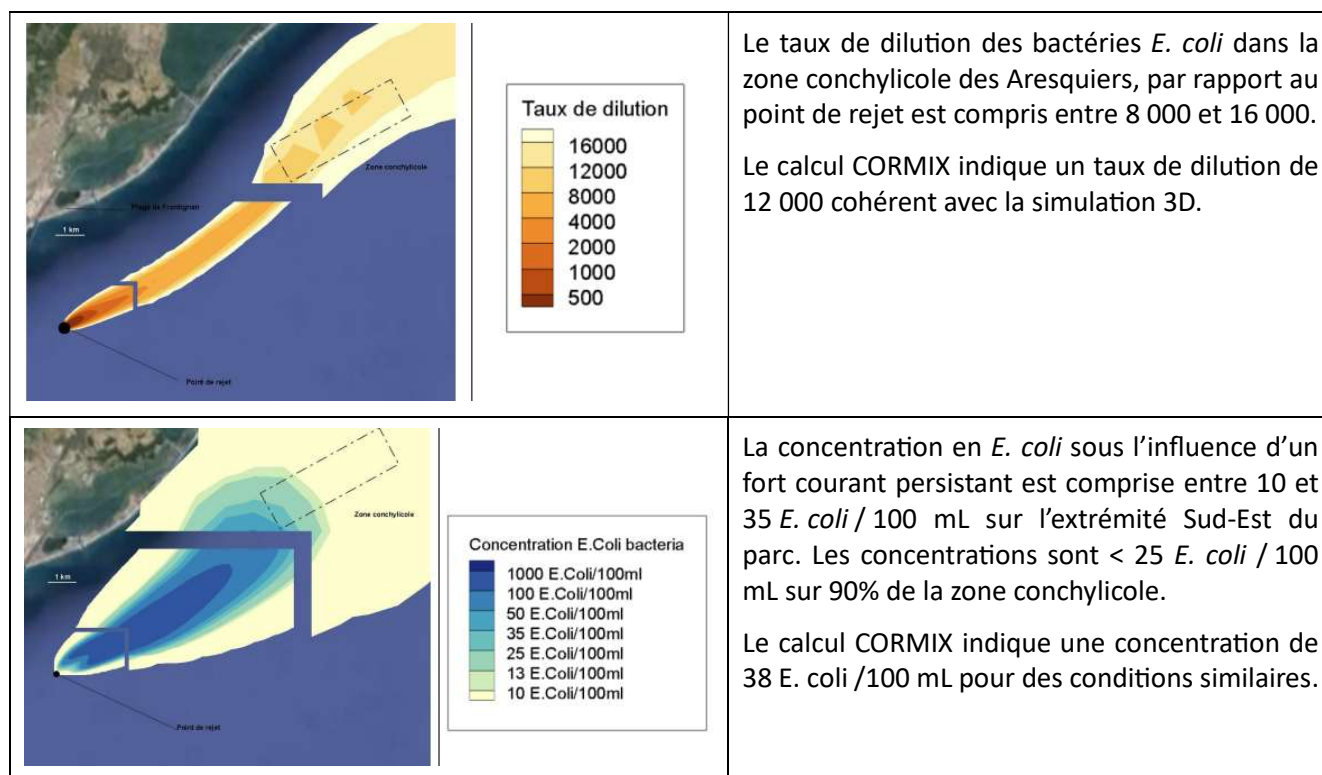 Zone conchylicole
Plage de Frontignan
1 km
Point de rejet
Taux de dilution
16000
12000
8000
4000
2000
1000
500
Le taux de dilution des bactéries E. coli dans la
zone conchylicole des Aresquiers, par rapport au
point de rejet est compris entre 8 000 et 16 000.
Le calcul CORMIX indique un taux de dilution de
12 000 cohérent avec la simulation 3D.
Zone conchylicole
1 km
Point de rejet
Concentration E.Coli bacteria
1000 E.Coli/100ml
100 E.Coli/100ml
50 E.Coli/100ml
35 E.Coli/100ml
25 E.Coli/100ml
13 E.Coli/100ml
10 E.Coli/100ml
La concentration en E. coli sous l’influence d’un
fort courant persistant est comprise entre 10 et
35 E. coli / 100 mL sur l’extrémité Sud-Est du
parc. Les concentrations sont < 25 E. coli / 100
mL sur 90% de la zone conchylicole.
Le calcul CORMIX indique une concentration de
38 E. coli /100 mL pour des conditions similaires.